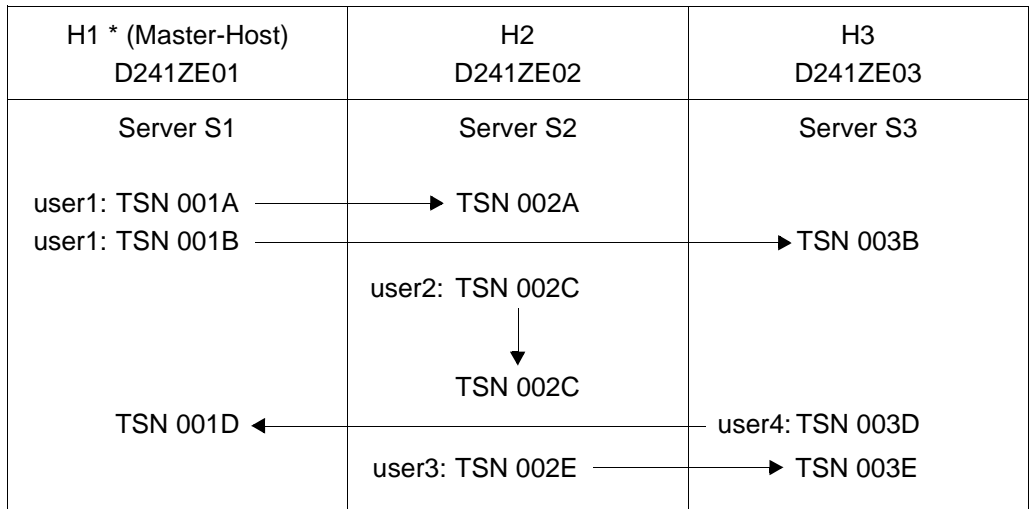 H1 * (Master-Host) H2 H3
D241ZE01 D241ZE02 D241ZE03
Server S1 Server S2 Server S3
user1: TSN 001A TSN 002A
user1: TSN 001B TSN 003B
user2: TSN 002C
TSN 002C
TSN 001D user4: TSN 003D
user3: TSN 002E TSN 003E